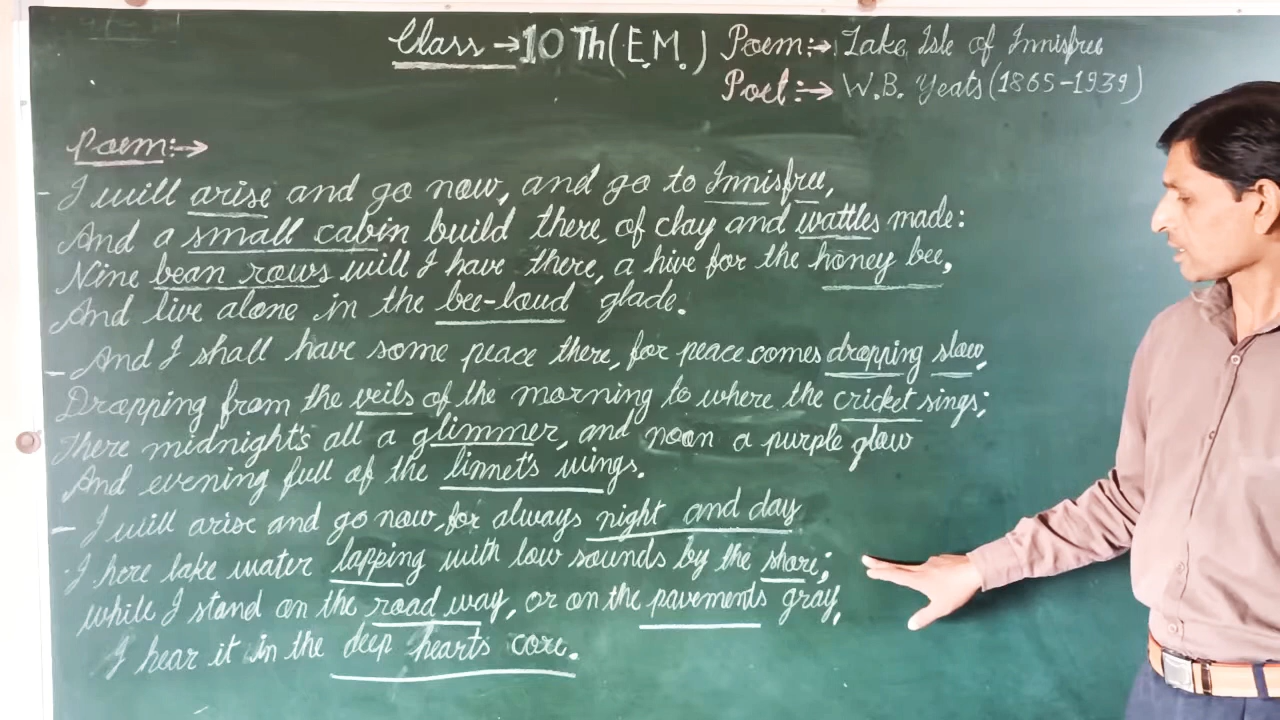 Class →10 Th(E.M.) Poem:→ Lake Isle of Innisfree
Poet:→ W.B. Yeats(1865-1939)
Poem:→
- I will arise and go now, and go to Innisfree,
And a small cabin build there, of clay and wattles made:
Nine bean rows will I have there, a hive for the honey bee,
And live alone in the bee-loud glade.
- And I shall have some peace there, for peace comes dropping slow,
Dropping from the veils of the morning to where the cricket sings;
There midnight's all a glimmer, and noon a purple glow
And evening full of the linnet's wings.
- I will arise and go now, for always night and day
I here lake water lapping with low sounds by the shore;
while I stand on the road way, or on the pavements gray,
I hear it in the deep hearts core.